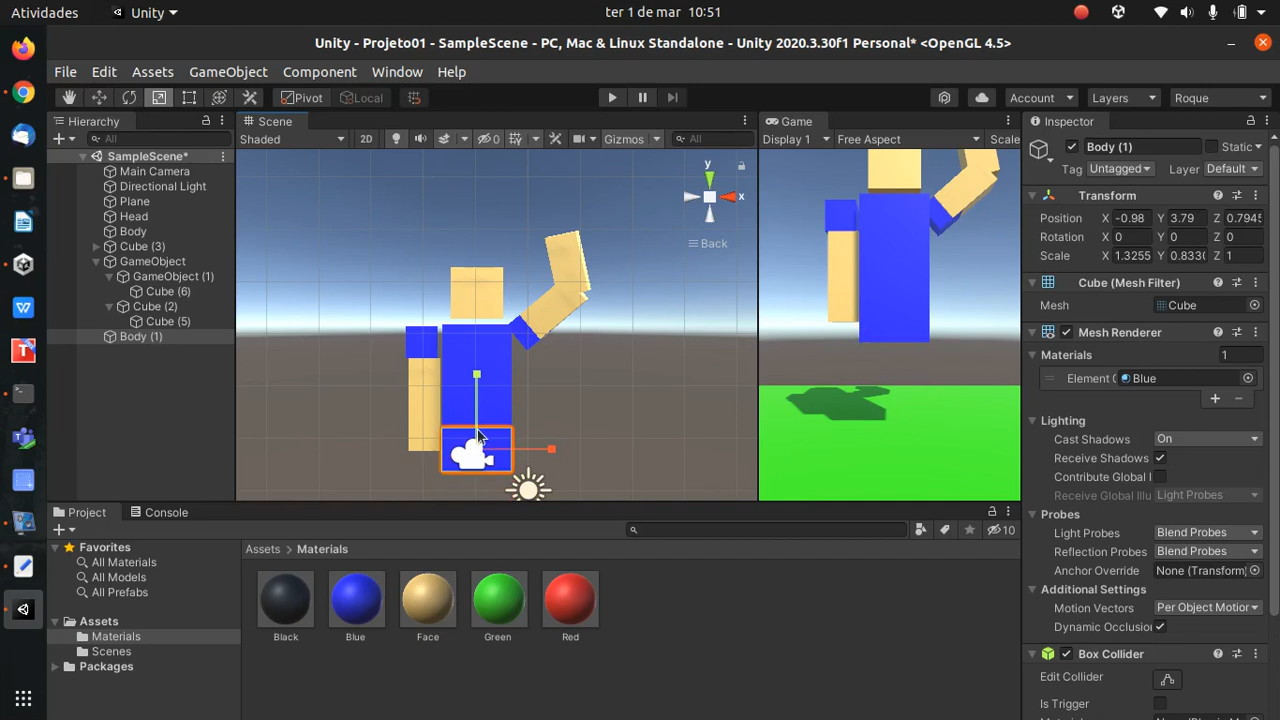 Atividades
Unity
ter 1 de mar 10:51
Unity - Projeto01 - SampleScene - PC, Mac & Linux Standalone - Unity 2020.3.30f1 Personal* <OpenGL 4.5>
File Edit Assets GameObject Component Window Help
Pivot Local Account Layers Roque
Hierarchy
All
SampleScene*
Main Camera
Directional Light
Plane
Head
Body
Cube (3)
GameObject
GameObject (1)
Cube (6)
Cube (2)
Cube (5)
Body (1)
Scene
Shaded 2D 0 Gizmos All
y
x
Back
Game
Display 1 Free Aspect Scale
Inspector
Body (1) Static
Tag Untagged Layer Default
Transform
Position X -0.98 Y 3.79 Z 0.7945
Rotation X 0 Y 0 Z 0
Scale X 1.3255 Y 0.8330 Z 1
Cube (Mesh Filter)
Mesh Cube
Mesh Renderer
Materials 1
Element 0 Blue
Lighting
Cast Shadows On
Receive Shadows
Contribute Global I
Receive Global Illu Light Probes
Probes
Light Probes Blend Probes
Reflection Probes Blend Probes
Anchor Override None (Transform)
Additional Settings
Motion Vectors Per Object Motion
Dynamic Occlusion
Box Collider
Edit Collider
Is Trigger
Project Console
10
Favorites
All Materials
All Models
All Prefabs
Assets
Materials
Scenes
Packages
Assets Materials
Black Blue Face Green Red